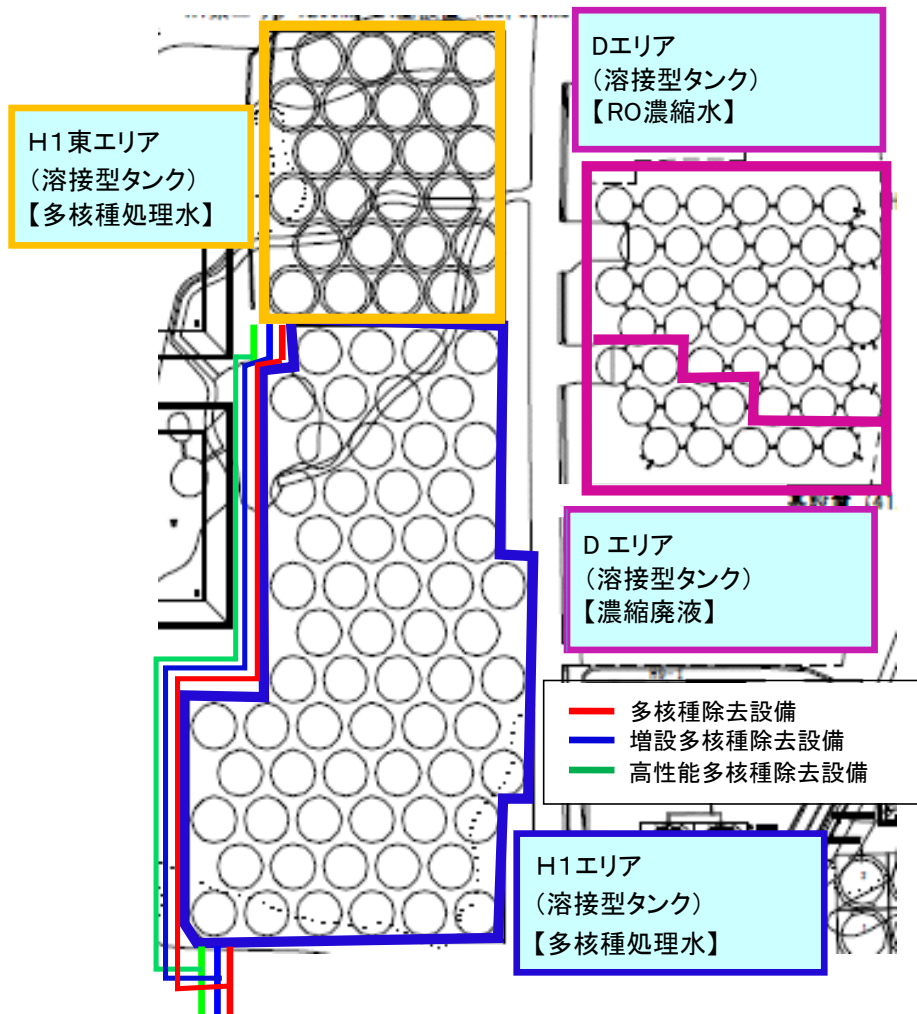 Dエリア
(溶接型タンク)
【RO濃縮水】
H1東エリア
(溶接型タンク)
【多核種処理水】
D エリア
(溶接型タンク)
【濃縮廃液】
多核種除去設備
増設多核種除去設備
高性能多核種除去設備
H1エリア
(溶接型タンク)
【多核種処理水】